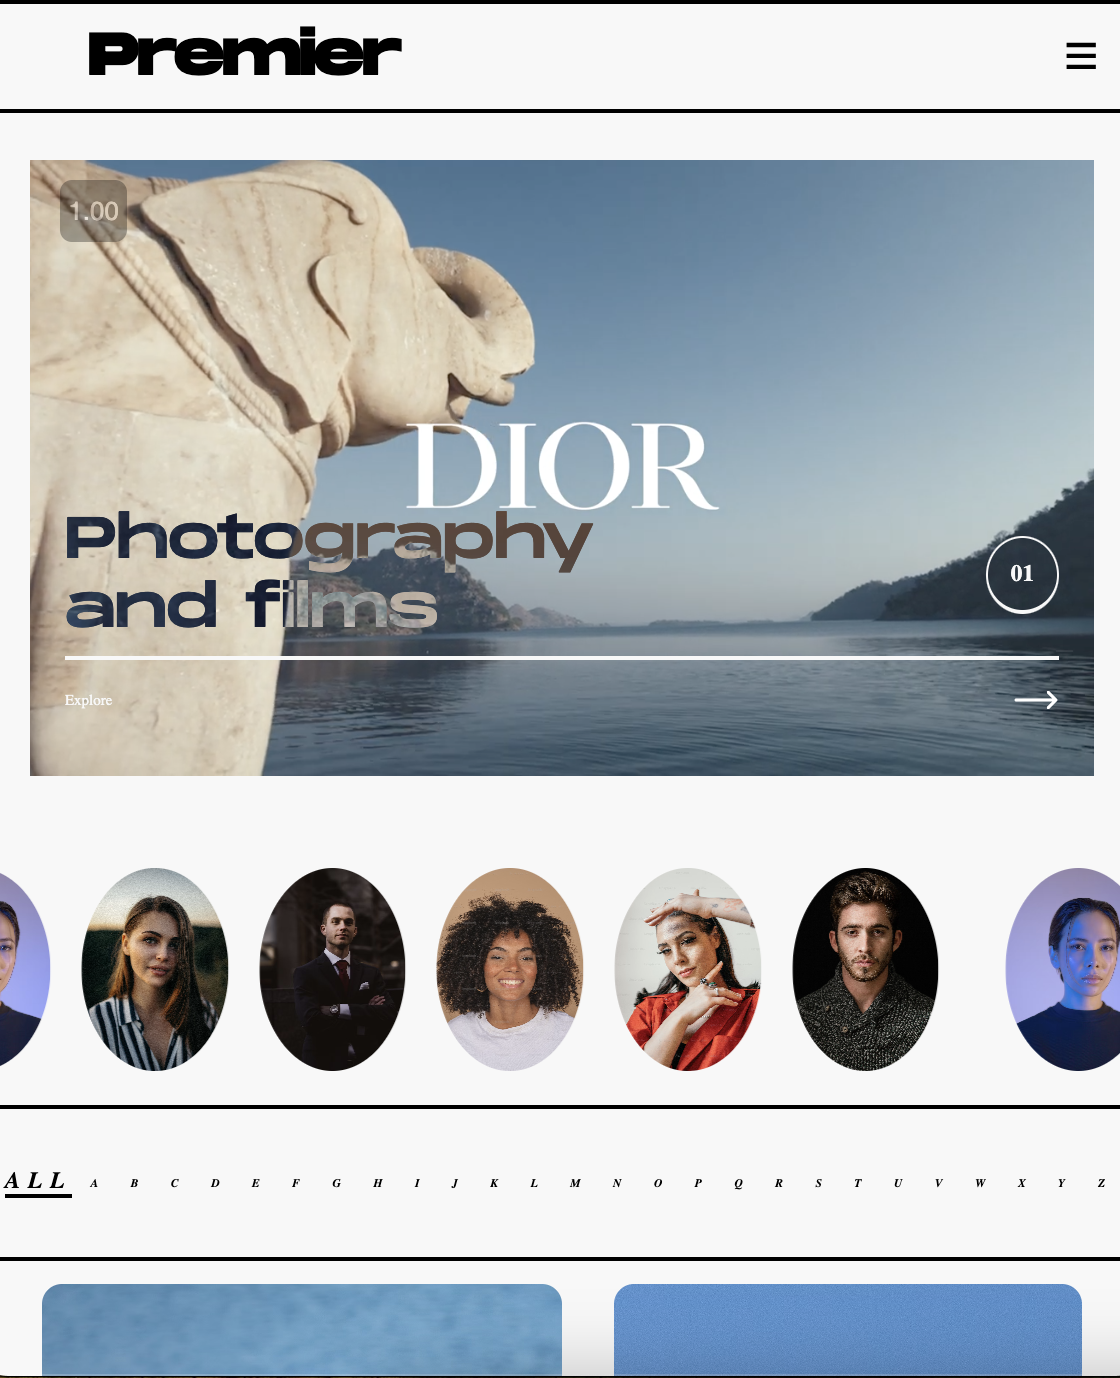 Premier
1.00
DIOR
Photography
and films
01
Explore
ALL A B C D E F G H I J K L M N O P Q R S T U V W X Y Z